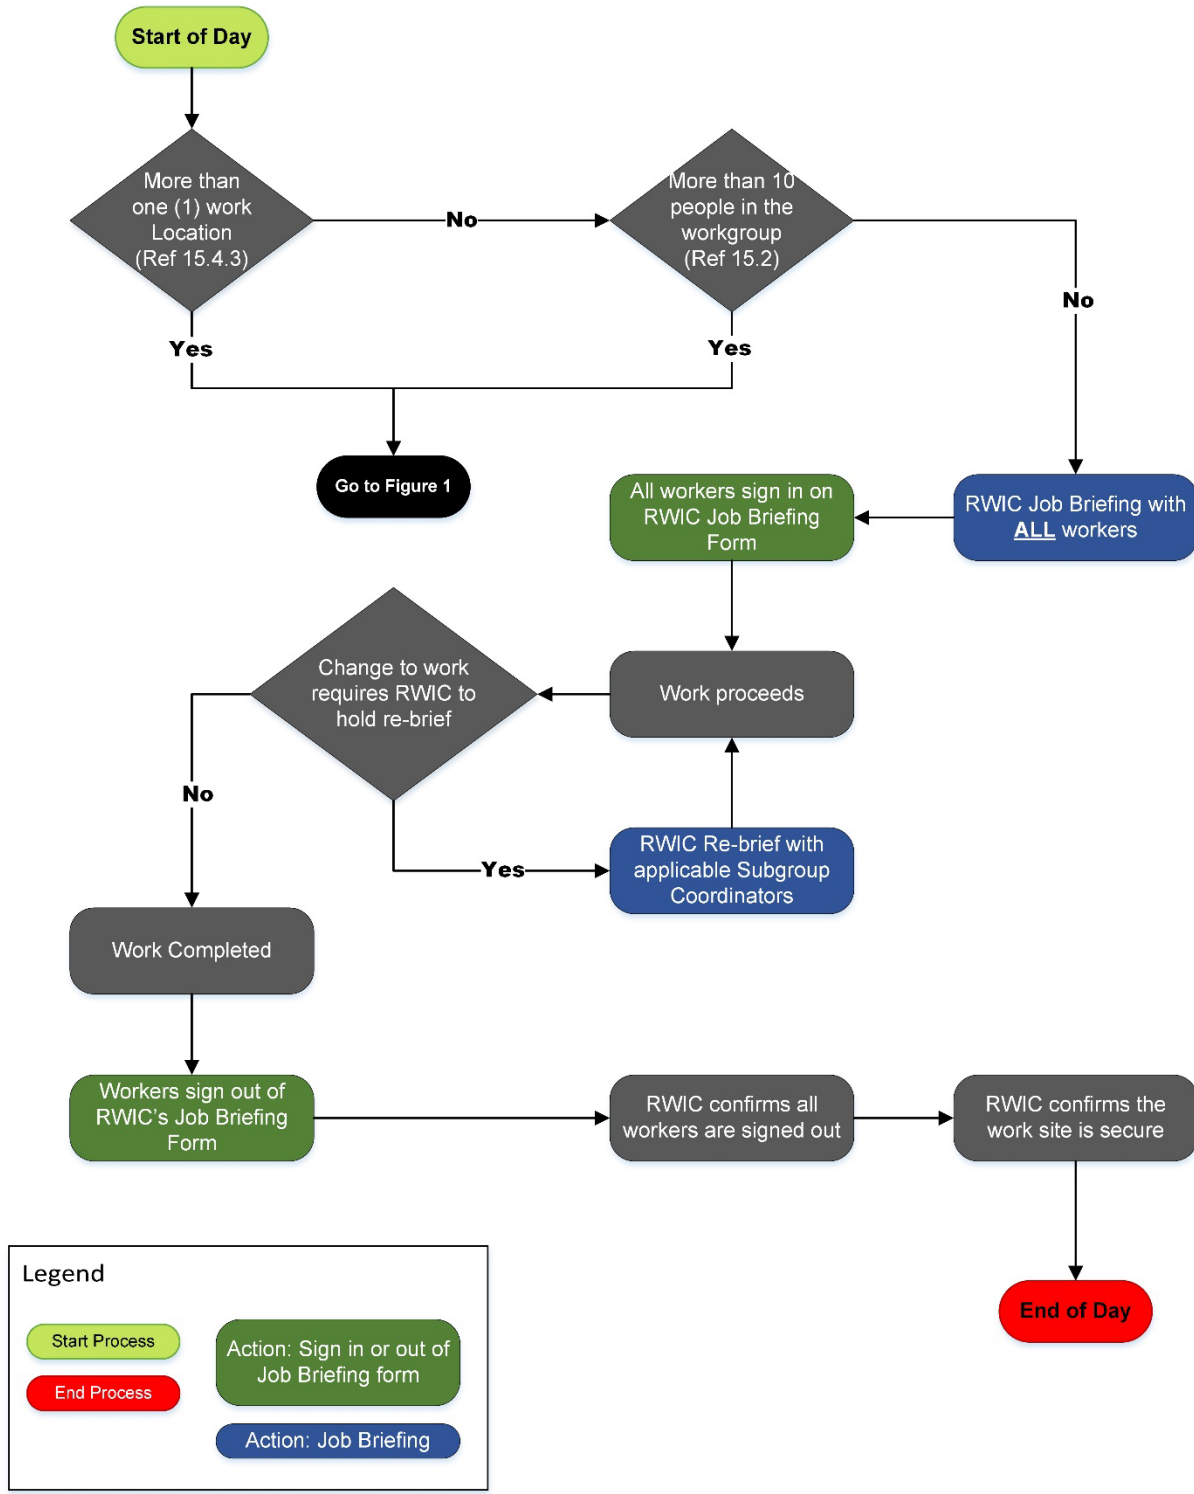 Start of Day
More than
one (1) work
Location
(Ref 15.4.3)
No
More than 10
people in the
workgroup
(Ref 15.2)
No
Yes
Yes
Go to Figure 1
RWIC Job Briefing with
ALL workers
All workers sign in on
RWIC Job Briefing
Form
Work proceeds
Change to work
requires RWIC to
hold re-brief
No
Yes
RWIC Re-brief with
applicable Subgroup
Coordinators
Work Completed
Workers sign out of
RWIC’s Job Briefing
Form
RWIC confirms all
workers are signed out
RWIC confirms the
work site is secure
End of Day
Legend
Start Process
End Process
Action: Sign in or out of
Job Briefing form
Action: Job Briefing